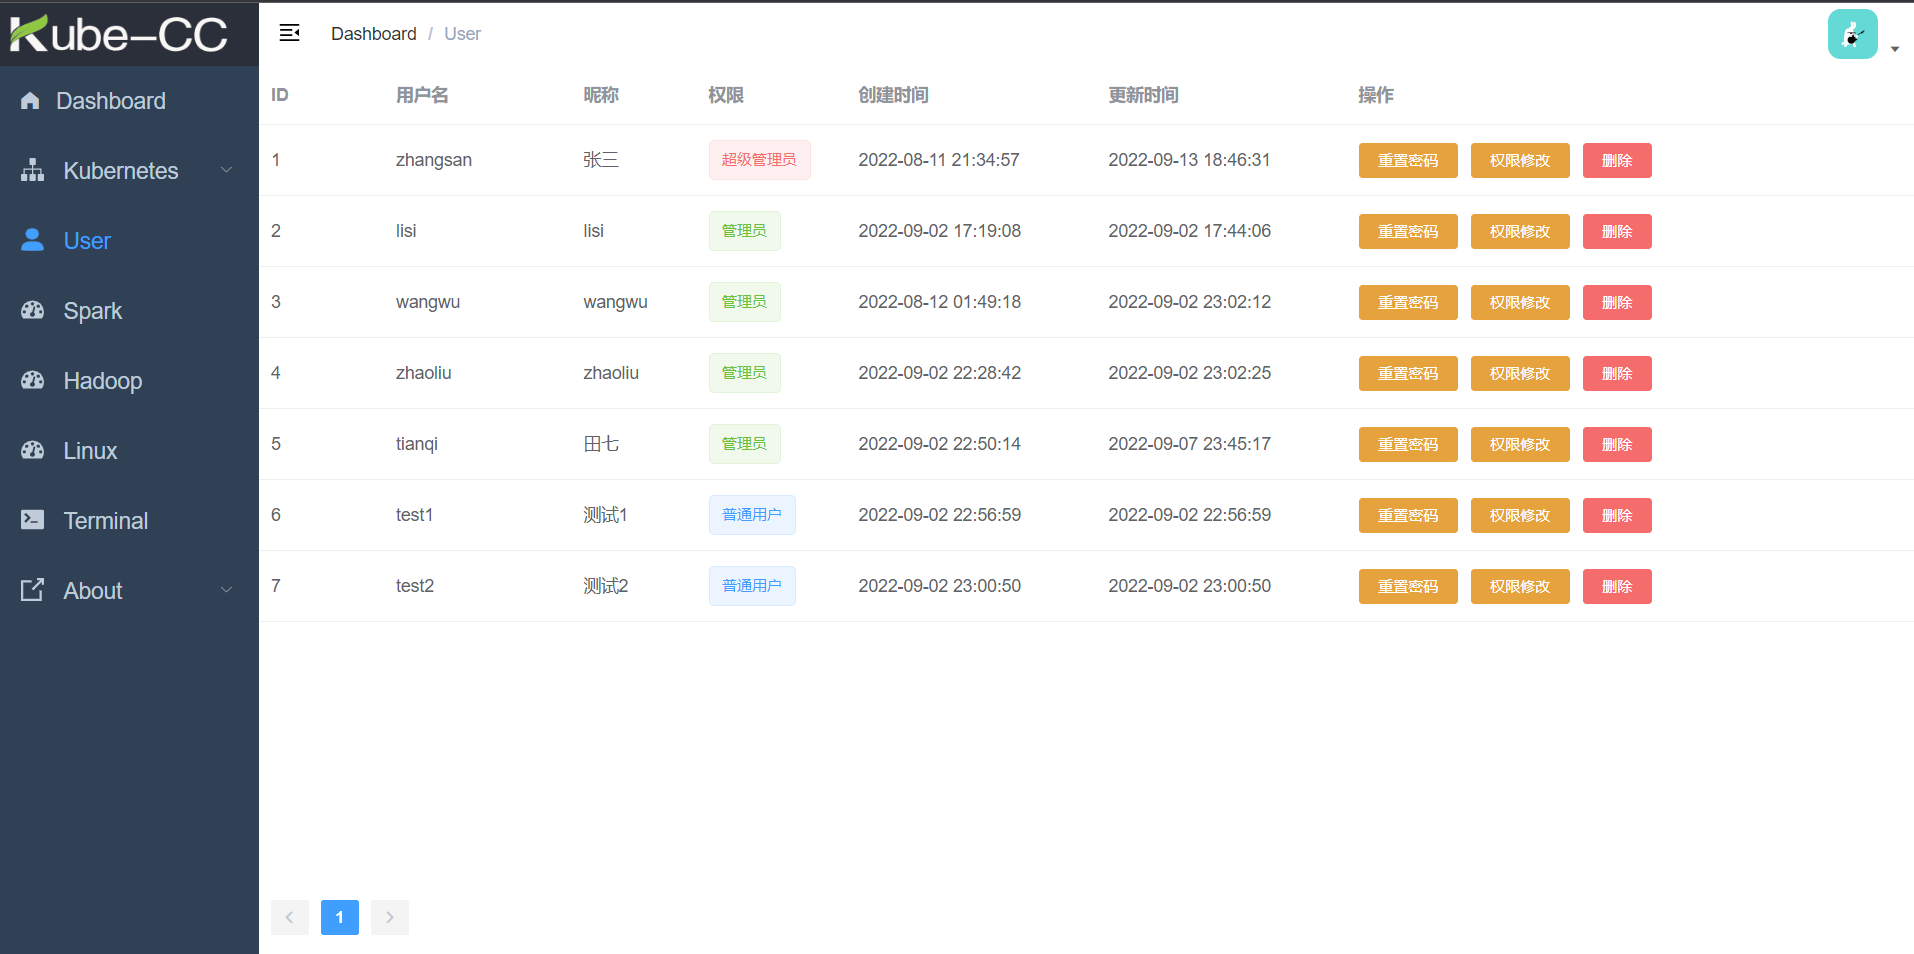 Kube-CC
Dashboard
Kubernetes
User
Spark
Hadoop
Linux
Terminal
About
Dashboard / User
ID 用户名 昵称 权限 创建时间 更新时间 操作
1 zhangsan 张三 超级管理员 2022-08-11 21:34:57 2022-09-13 18:46:31 重置密码 权限修改 删除
2 lisi lisi 管理员 2022-09-02 17:19:08 2022-09-02 17:44:06 重置密码 权限修改 删除
3 wangwu wangwu 管理员 2022-08-12 01:49:18 2022-09-02 23:02:12 重置密码 权限修改 删除
4 zhaoliu zhaoliu 管理员 2022-09-02 22:28:42 2022-09-02 23:02:25 重置密码 权限修改 删除
5 tianqi 田七 管理员 2022-09-02 22:50:14 2022-09-07 23:45:17 重置密码 权限修改 删除
6 test1 测试1 普通用户 2022-09-02 22:56:59 2022-09-02 22:56:59 重置密码 权限修改 删除
7 test2 测试2 普通用户 2022-09-02 23:00:50 2022-09-02 23:00:50 重置密码 权限修改 删除
1